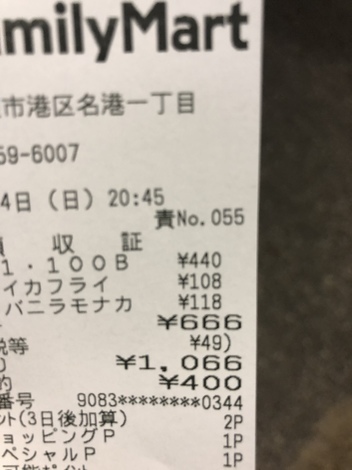 amilyMart
市港区名港一丁目
59-6007
4日(日)20:45
責No.055
収 証
1・100B ¥440
イカフライ ¥108
バニラモナカ ¥118
¥666
税等 ¥49)
¥1,066
¥400
番号 9083********0344
ント(3日後加算) 2P
ョッピングP 1P
ペシャルP 1P